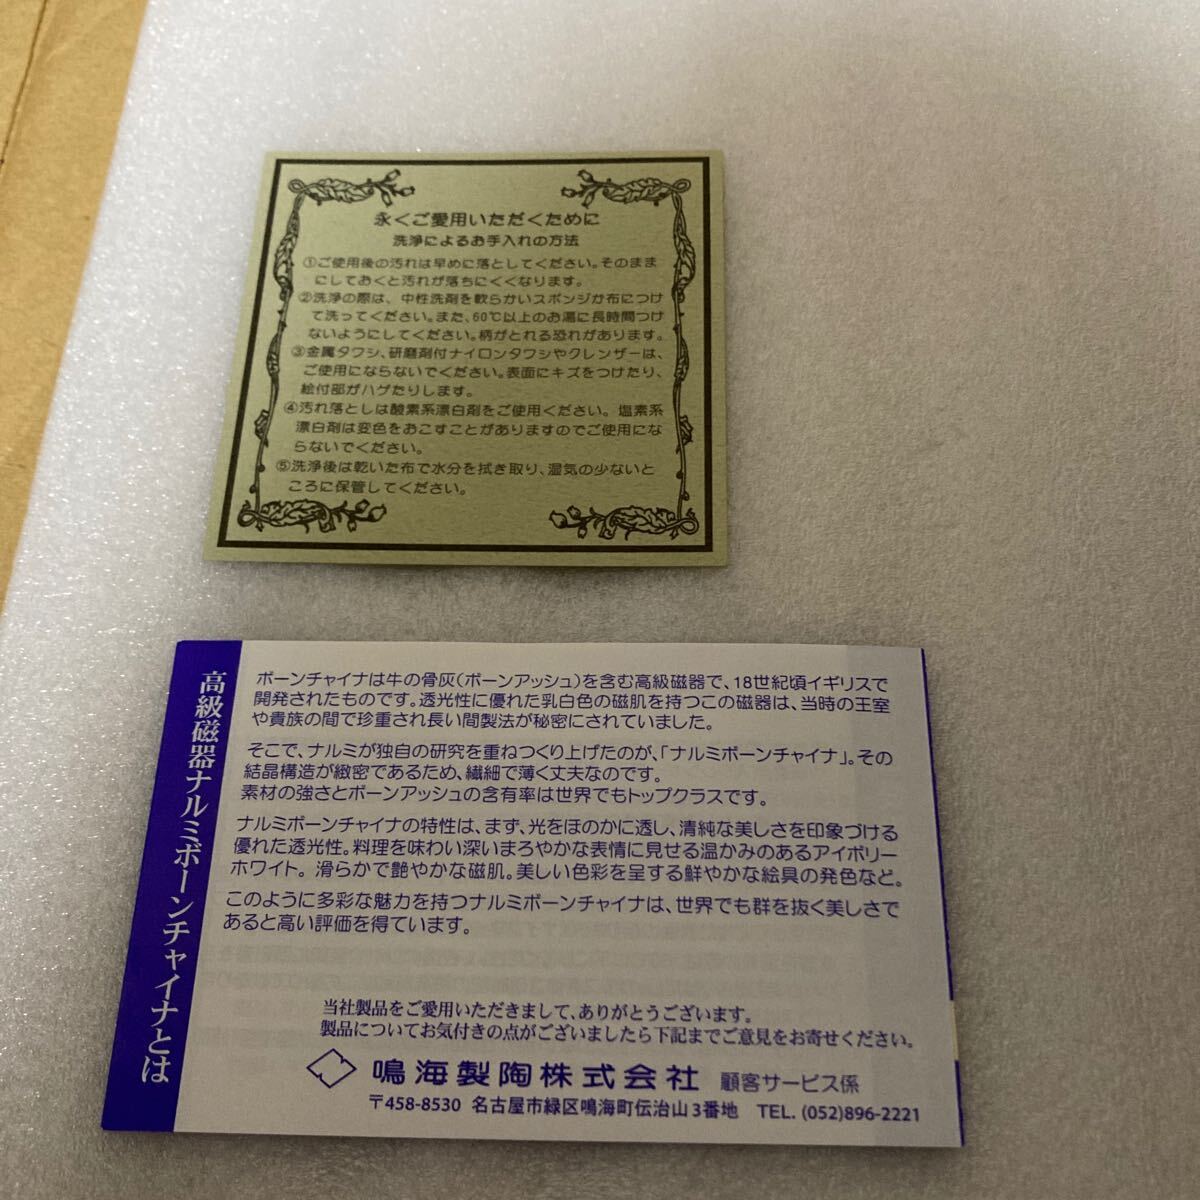 永くご愛用いただくために
洗浄によるお手入れの方法
①ご使用後の汚れは早めに落としてください。そのまま
にしておくと汚れが落ちにくくなります。
②洗浄の際は、中性洗剤を軟らかいスポンジか布につけ
て洗ってください。また、60℃以上のお湯に長時間つけ
ないようにしてください。柄がとれる恐れがあります。
③金属タワシ、研磨剤付ナイロンタワシやクレンザーは、
ご使用にならないでください。表面にキズをつけたり、
絵付部がハゲたりします。
④汚れ落としは酸素系漂白剤をご使用ください。塩素系
漂白剤は変色をおこすことがありますのでご使用にな
らないでください。
⑤洗浄後は乾いた布で水分を拭き取り、湿気の少ないと
ころに保管してください。
高級磁器ナルミボーンチャイナとは
ボーンチャイナは牛の骨灰(ボーンアッシュ)を含む高級磁器で、18世紀頃イギリスで
開発されたものです。透光性に優れた乳白色の磁肌を持つこの磁器は、当時の王室
や貴族の間で珍重され長い間製法が秘密にされていました。
そこで、ナルミが独自の研究を重ねつくり上げたのが、「ナルミボーンチャイナ」。その
結晶構造が緻密であるため、繊細で薄く丈夫なのです。
素材の強さとボーンアッシュの含有率は世界でもトップクラスです。
ナルミボーンチャイナの特性は、まず、光をほのかに透し、清純な美しさを印象づける
優れた透光性。料理を味わい深いまろやかな表情に見せる温かみのあるアイボリー
ホワイト。滑らかで艶やかな磁肌。美しい色彩を呈する鮮やかな絵具の発色など。
このように多彩な魅力を持つナルミボーンチャイナは、世界でも群を抜く美しさで
あると高い評価を得ています。
当社製品をご愛用いただきまして、ありがとうございます。
製品についてお気付きの点がございましたら下記までご意見をお寄せください。
鳴海製陶株式会社 顧客サービス係
〒458-8530 名古屋市緑区鳴海町伝治山3番地 TEL. (052)896-2221